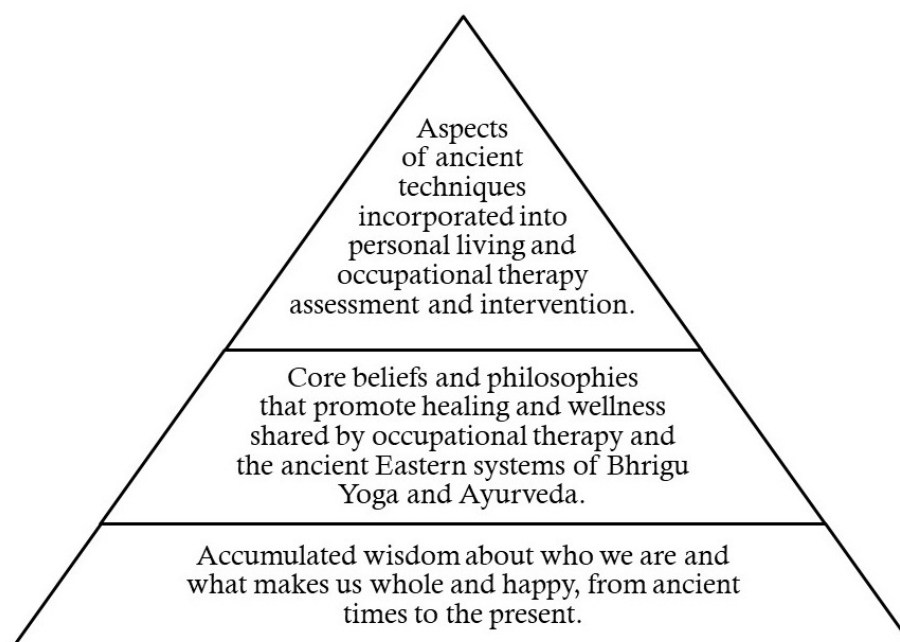 Aspects
of ancient
techniques
incorporated into
personal living and
occupational therapy
assessment and intervention.
Core beliefs and philosophies
that promote healing and wellness
shared by occupational therapy and
the ancient Eastern systems of Bhrigu
Yoga and Ayurveda.
Accumulated wisdom about who we are and
what makes us whole and happy, from ancient
times to the present.